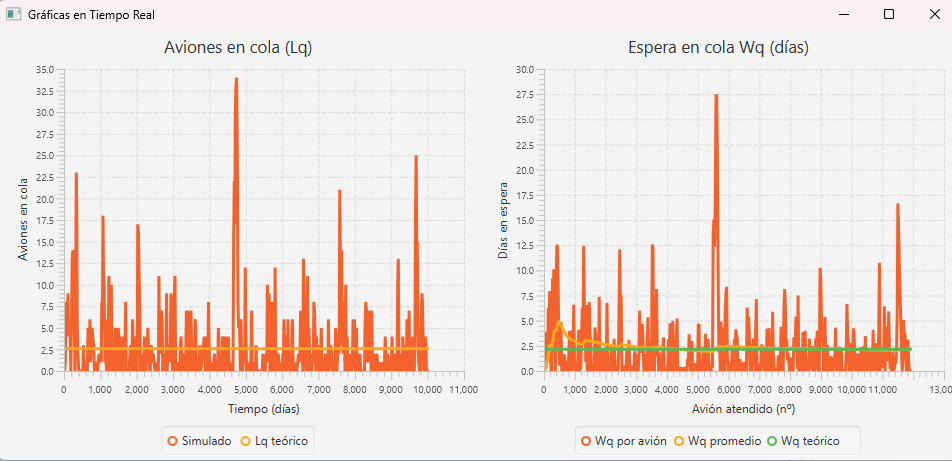 Gráficas en Tiempo Real
Aviones en cola (Lq)
35.0
32.5
30.0
27.5
25.0
22.5
20.0
17.5
15.0
12.5
10.0
7.5
5.0
2.5
0.0
Aviones en cola
0 1,000 2,000 3,000 4,000 5,000 6,000 7,000 8,000 9,000 10,000 11,000
Tiempo (días)
Simulado Lq teórico
Espera en cola Wq (días)
30.0
27.5
25.0
22.5
20.0
17.5
15.0
12.5
10.0
7.5
5.0
2.5
0.0
Días en espera
0 1,000 2,000 3,000 4,000 5,000 6,000 7,000 8,000 9,000 10,000 11,000 13,000
Avión atendido (nº)
Wq por avión Wq promedio Wq teórico